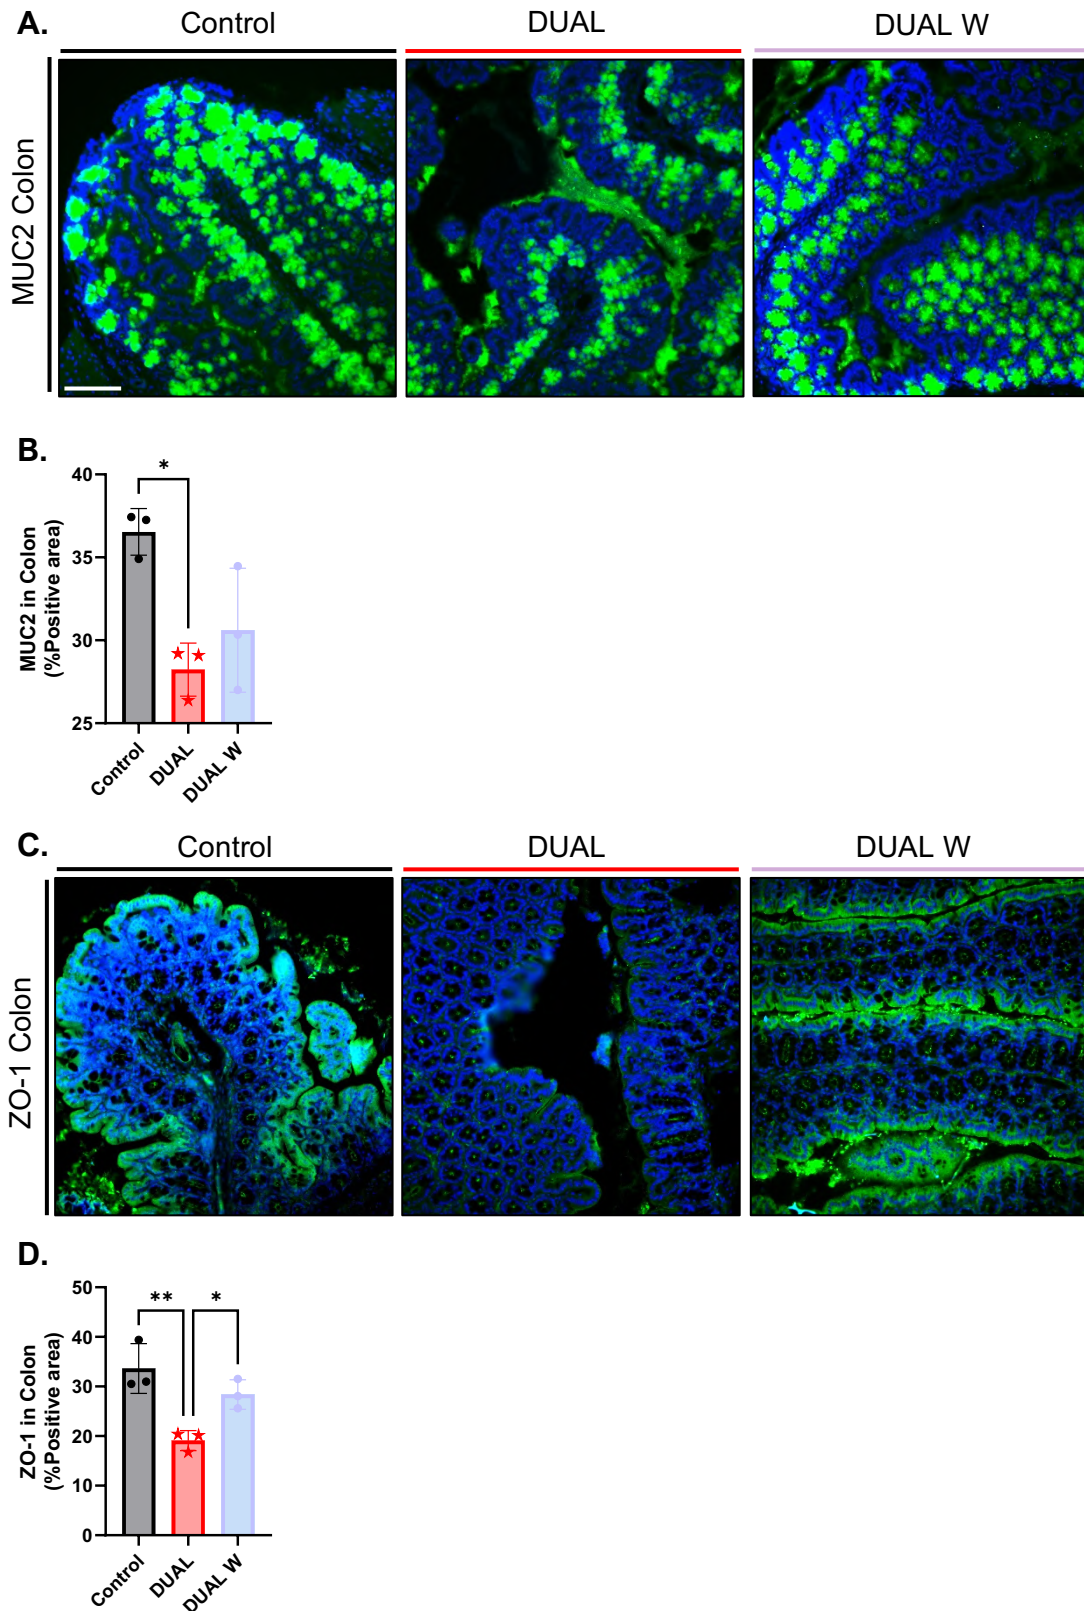 A.
Control
DUAL
DUAL W
MUC2 Colon
B.
*
MUC2 in Colon
(%Positive area)
40
35
30
25
Control
DUAL
DUAL W
C.
Control
DUAL
DUAL W
ZO-1 Colon
D.
**
*
ZO-1 in Colon
(%Positive area)
50
40
30
20
10
0
Control
DUAL
DUAL W